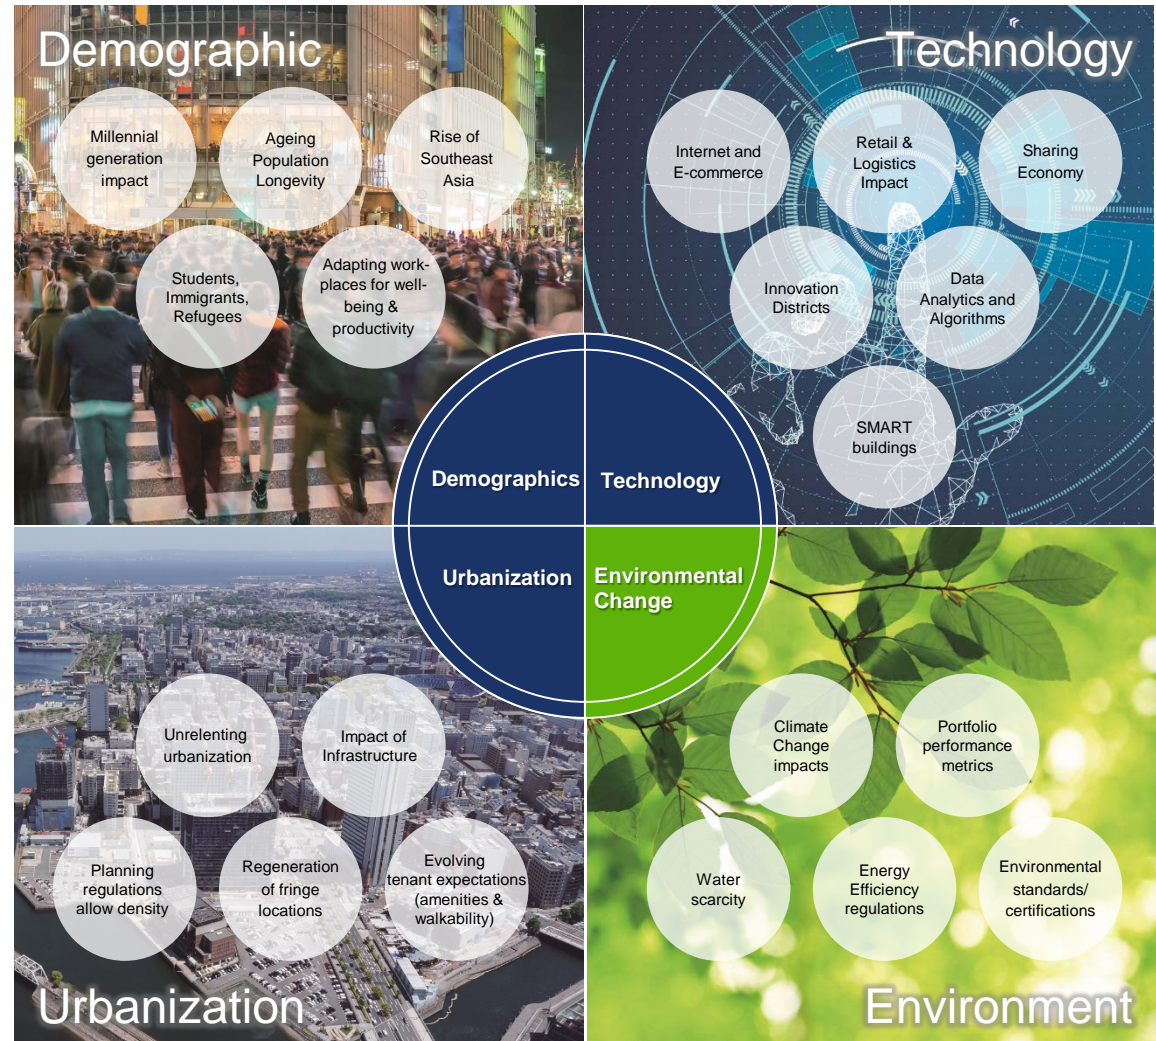 Demographic
Millennial
generation
impact
Ageing
Population
Longevity
Rise of
Southeast
Asia
Students,
Immigrants,
Refugees
Adapting work-
places for well-
being &
productivity
Technology
Internet and
E-commerce
Retail &
Logistics
Impact
Sharing
Economy
Innovation
Districts
Data
Analytics and
Algorithms
SMART
buildings
Demographics
Technology
Urbanization
Environmental
Change
Unrelenting
urbanization
Impact of
Infrastructure
Planning
regulations
allow density
Regeneration
of fringe
locations
Evolving
tenant expectations
(amenities &
walkability)
Urbanization
Climate
Change
impacts
Portfolio
performance
metrics
Water
scarcity
Energy
Efficiency
regulations
Environmental
standards/
certifications
Environment